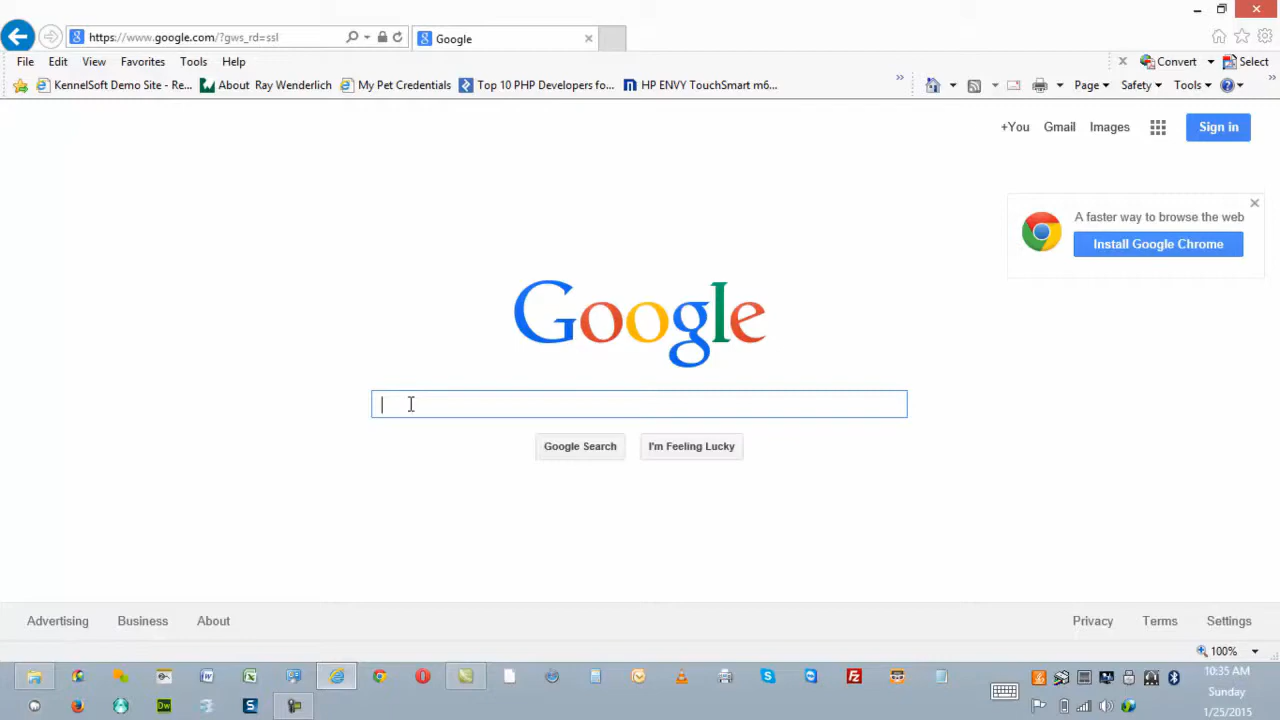 https://www.google.com/?gws_rd=ssl
Google
File Edit View Favorites Tools Help
Convert Select
KennelSoft Demo Site - Re... About Ray Wenderlich My Pet Credentials Top 10 PHP Developers fo... HP ENVY TouchSmart m6... » Page Safety Tools »
+You Gmail Images Sign in
A faster way to browse the web
Install Google Chrome
Google
Google Search I'm Feeling Lucky
Advertising Business About Privacy Terms Settings
100%
10:35 AM
Sunday
1/25/2015